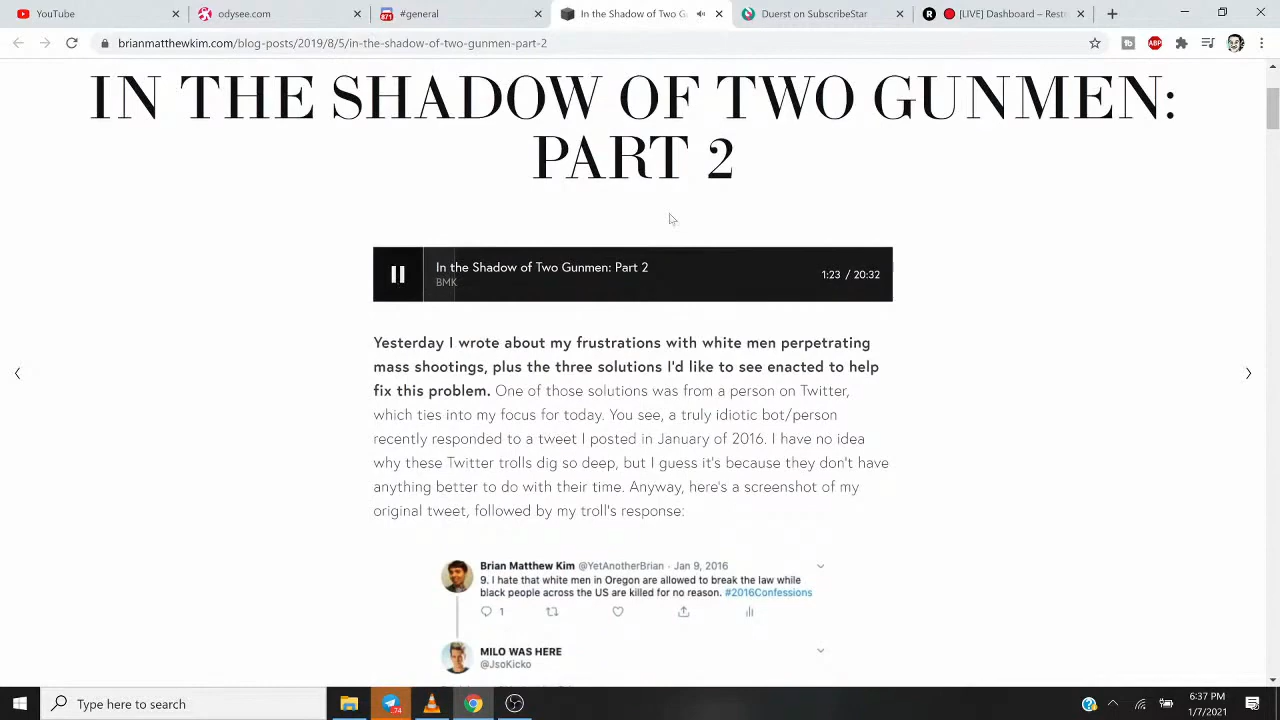 YouTube
odysee.com
871
#general
In the Shadow of Two G
Duerst on SubscribeStar
R
[LIVE] Dashboard – Rest
brianmatthewkim.com/blog-posts/2019/8/5/in-the-shadow-of-two-gunmen-part-2
fb
ABP
IN THE SHADOW OF TWO GUNMEN:
PART 2
In the Shadow of Two Gunmen: Part 2
BMK
1:23 / 20:32
Yesterday I wrote about my frustrations with white men perpetrating
mass shootings, plus the three solutions I'd like to see enacted to help
fix this problem. One of those solutions was from a person on Twitter,
which ties into my focus for today. You see, a truly idiotic bot/person
recently responded to a tweet I posted in January of 2016. I have no idea
why these Twitter trolls dig so deep, but I guess it's because they don't have
anything better to do with their time. Anyway, here's a screenshot of my
original tweet, followed by my troll's response:
Brian Matthew Kim @YetAnotherBrian · Jan 9, 2016
9. I hate that white men in Oregon are allowed to break the law while
black people across the US are killed for no reason. #2016Confessions
1
MILO WAS HERE
@JsoKicko
Type here to search
74
6:37 PM
1/7/2021